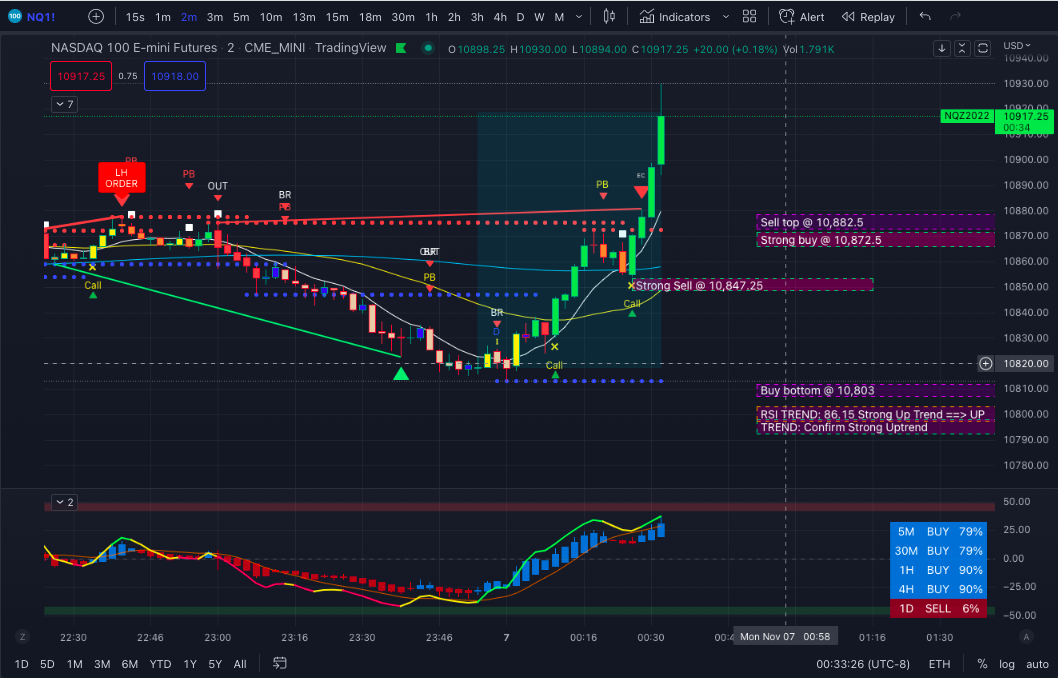 100 NQ1! 15s 1m 2m 3m 5m 10m 13m 15m 18m 30m 1h 2h 3h 4h D W M Indicators Alert Replay
NASDAQ 100 E-mini Futures · 2 · CME_MINI · TradingView O10898.25 H10930.00 L10894.00 C10917.25 +20.00 (+0.18%) Vol1.791K USD
10917.25 0.75 10918.00
7
10940.00
10930.00
10920.00
NQZ2022 10917.25
00:34
10910.00
10900.00
10890.00
10880.00
10870.00
10860.00
10850.00
10840.00
10830.00
10820.00
10810.00
10800.00
10790.00
10780.00
PB
LH
ORDER
PB
OUT
BR
PB
OUT
PB
BR
D
I
PB
EC
Call
Call
Call
Sell top @ 10,882.5
Strong buy @ 10,872.5
Strong Sell @ 10,847.25
Buy bottom @ 10,803
RSI TREND: 86.15 Strong Up Trend ==> UP
TREND: Confirm Strong Uptrend
2
50.00
25.00
0.00
−25.00
−50.00
5M BUY 79%
30M BUY 79%
1H BUY 90%
4H BUY 90%
1D SELL 6%
Z 22:30 22:46 23:00 23:16 23:30 23:46 7 00:16 00:30 00:4 Mon Nov 07 00:58 01:16 01:30 A
1D 5D 1M 3M 6M YTD 1Y 5Y All 00:33:26 (UTC-8) ETH % log auto